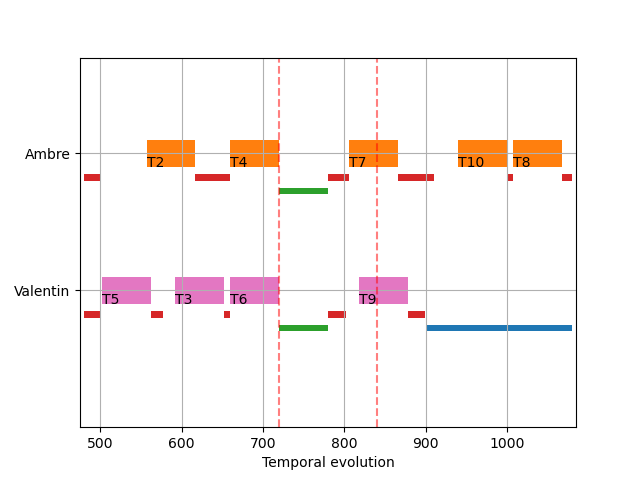 Ambre
T2
T4
T7
T10
T8
Valentin
T5
T3
T6
T9
500
600
700
800
900
1000
Temporal evolution